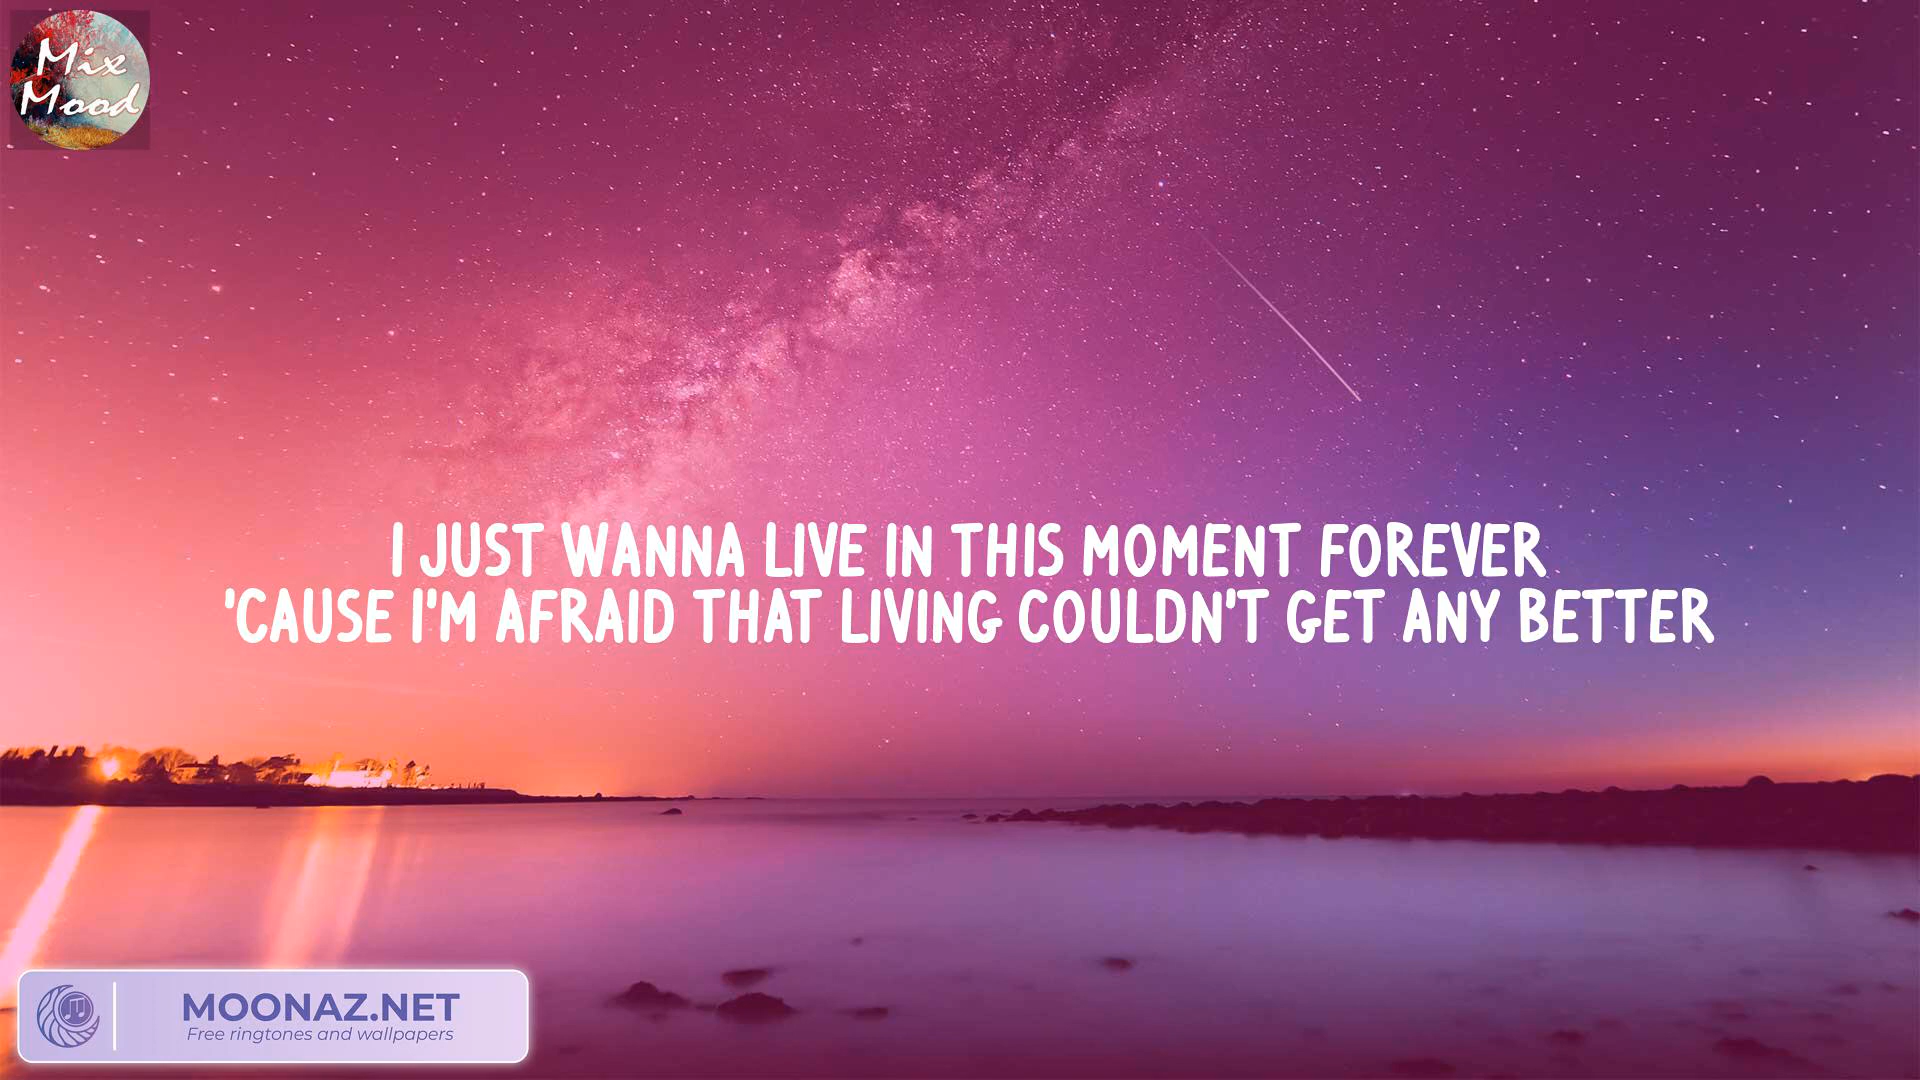 Mix
Mood
I JUST WANNA LIVE IN THIS MOMENT FOREVER
'CAUSE I'M AFRAID THAT LIVING COULDN'T GET ANY BETTER
MOONAZ.NET
Free ringtones and wallpapers